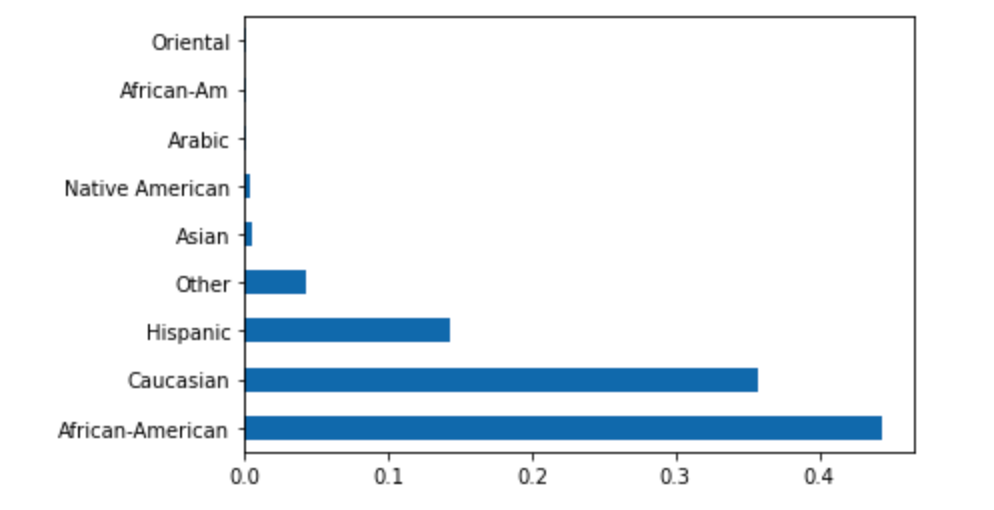 Oriental
African-Am
Arabic
Native American
Asian
Other
Hispanic
Caucasian
African-American
0.0 0.1 0.2 0.3 0.4